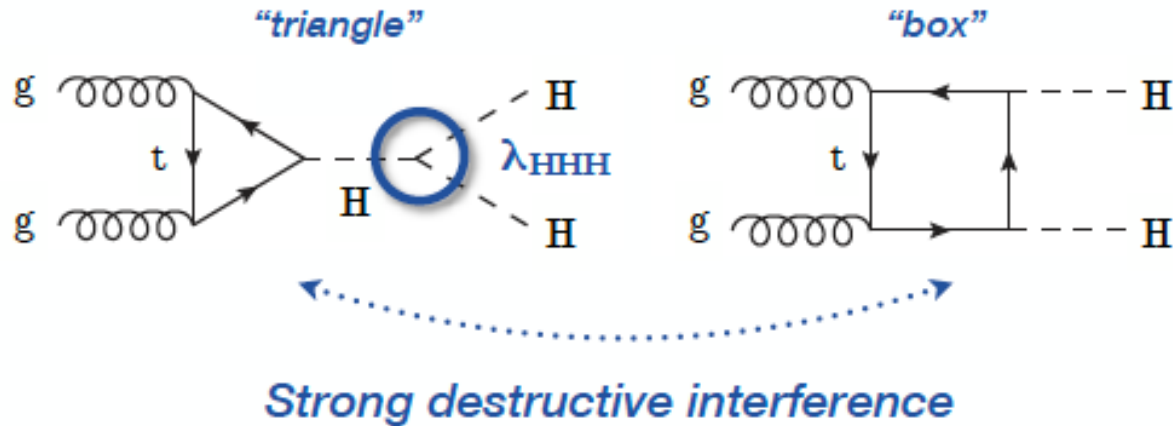 "triangle"
"box"
g
H
t
λHHH
H
g
H
g
H
t
g
H
Strong destructive interference